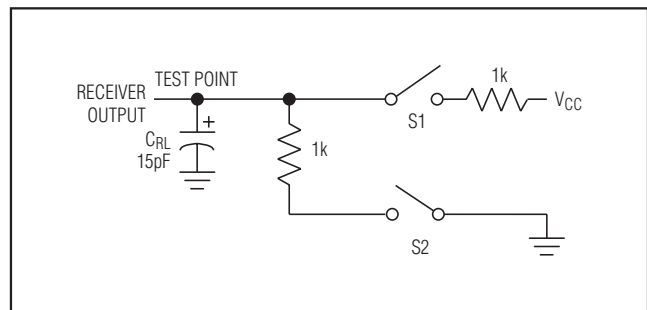 TEST POINT
RECEIVER
OUTPUT
1k
VCC
S1
CRL
15pF
+
1k
S2